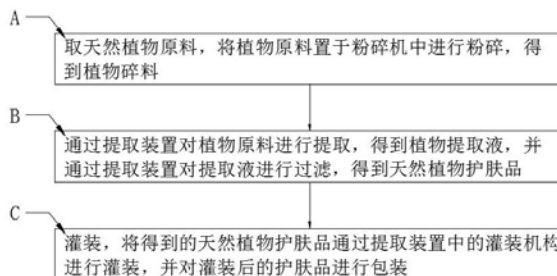 A
取天然植物原料，将植物原料置于粉碎机中进行粉碎，得
到植物碎料
B
通过提取装置对植物原料进行提取，得到植物提取液，并
通过提取装置对提取液进行过滤，得到天然植物护肤品
C
灌装，将得到的天然植物护肤品通过提取装置中的灌装机构
进行灌装，并对灌装后的护肤品进行包装